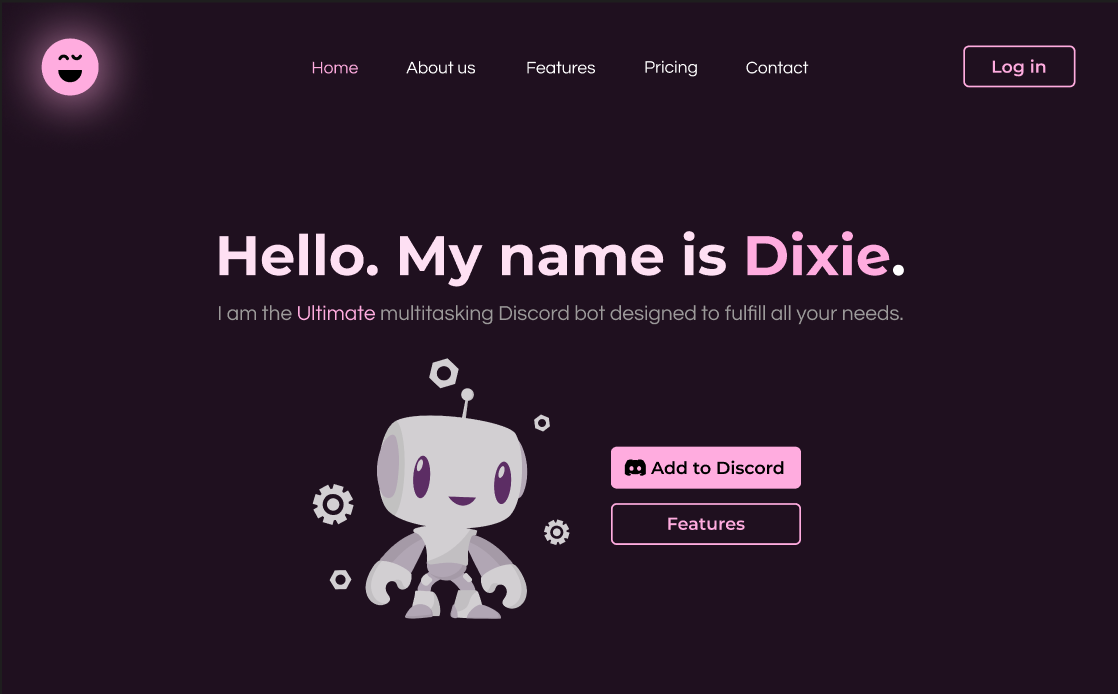 Home About us Features Pricing Contact Log in
Hello. My name is Dixie.
I am the Ultimate multitasking Discord bot designed to fulfill all your needs.
Add to Discord
Features